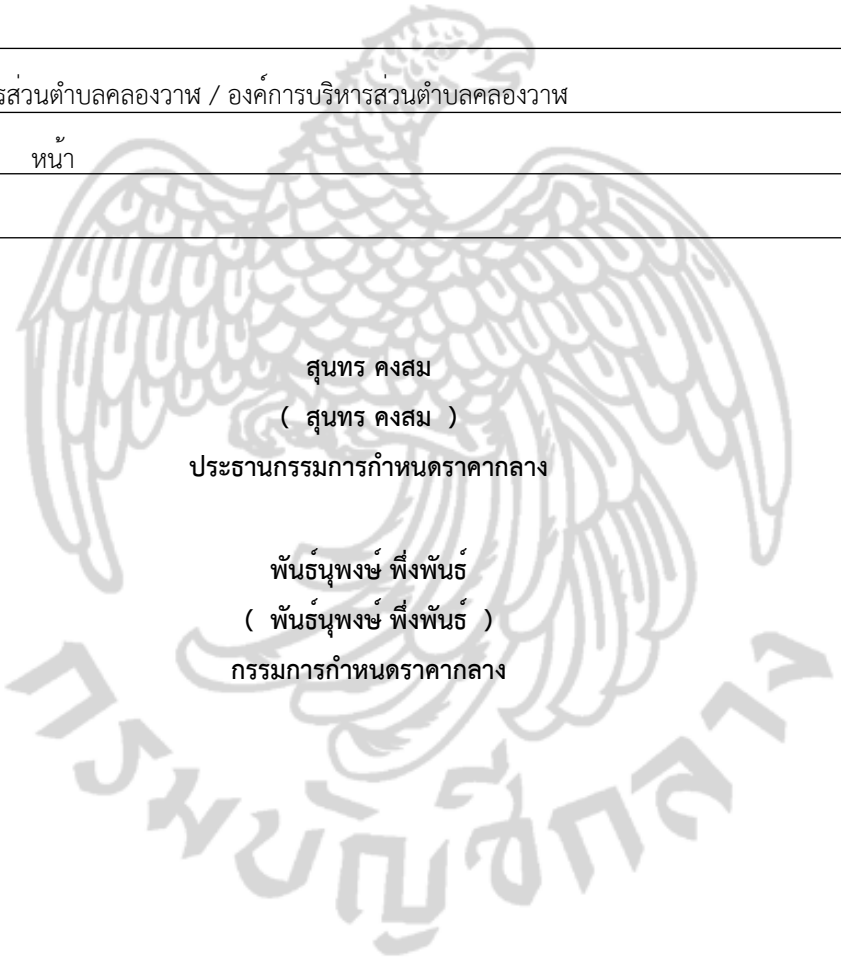 รส่วนตำบลคลองวาฬ / องค์การบริหารส่วนตำบลคลองวาฬ
หน้า
สุนทร คงสม
( สุนทร คงสม )
ประธานกรรมการกำหนดราคากลาง
พันธ์นุพงษ์ พึ่งพันธ์
( พันธ์นุพงษ์ พึ่งพันธ์ )
กรรมการกำหนดราคากลาง
กรมบัญชีกลาง